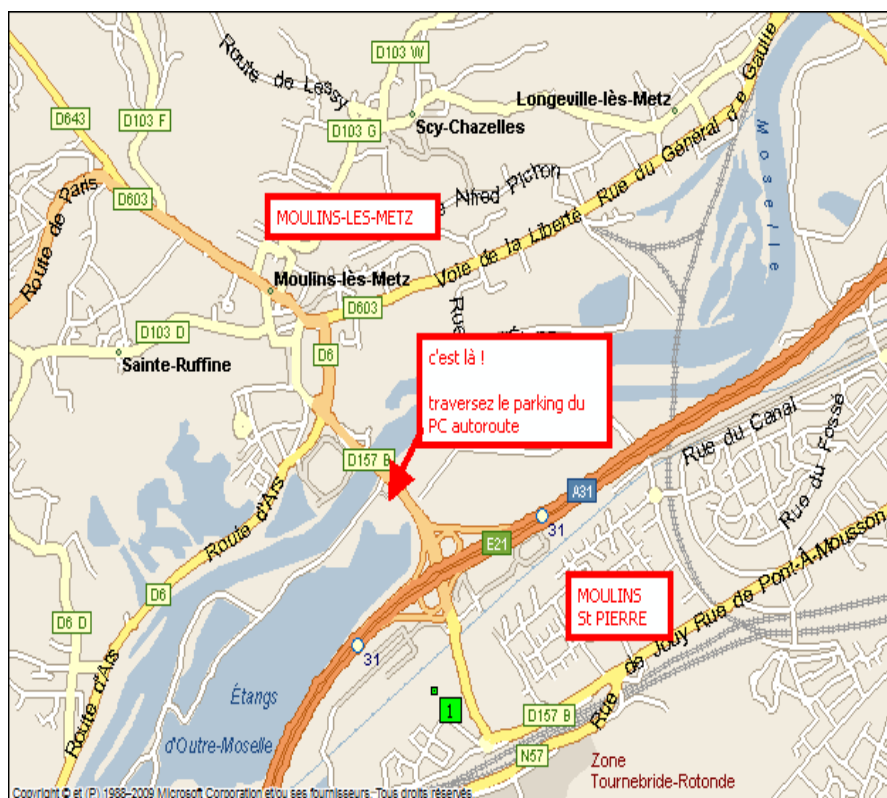 D103 W
Route de Lessy
Longeville-lès-Metz
Rue du Général de Gaulle
D643
D103 F
Scy-Chazelles
D103 G
Moselle
Route de Paris
D603
MOULINS-LES-METZ
Alfred Pichon
Voie de la Liberté
Moulins-lès-Metz
D603
Rue
D103 D
Sainte-Ruffine
D6
c'est là !
traversez le parking du
PC autoroute
Rue du Canal
Rue du Fossé
D157 B
A31
Route d'Ars
E21
31
D6
MOULINS
St PIERRE
Rue de Pont-À-Mousson
D6 D
31
Rue de Jouy
Route d'Ars
Étangs
d'Outre-Moselle
1
D157 B
N57
Zone
Tournebride-Rotonde
Copyright © et (P) 1988–2009 Microsoft Corporation et/ou ses fournisseurs. Tous droits réservés.